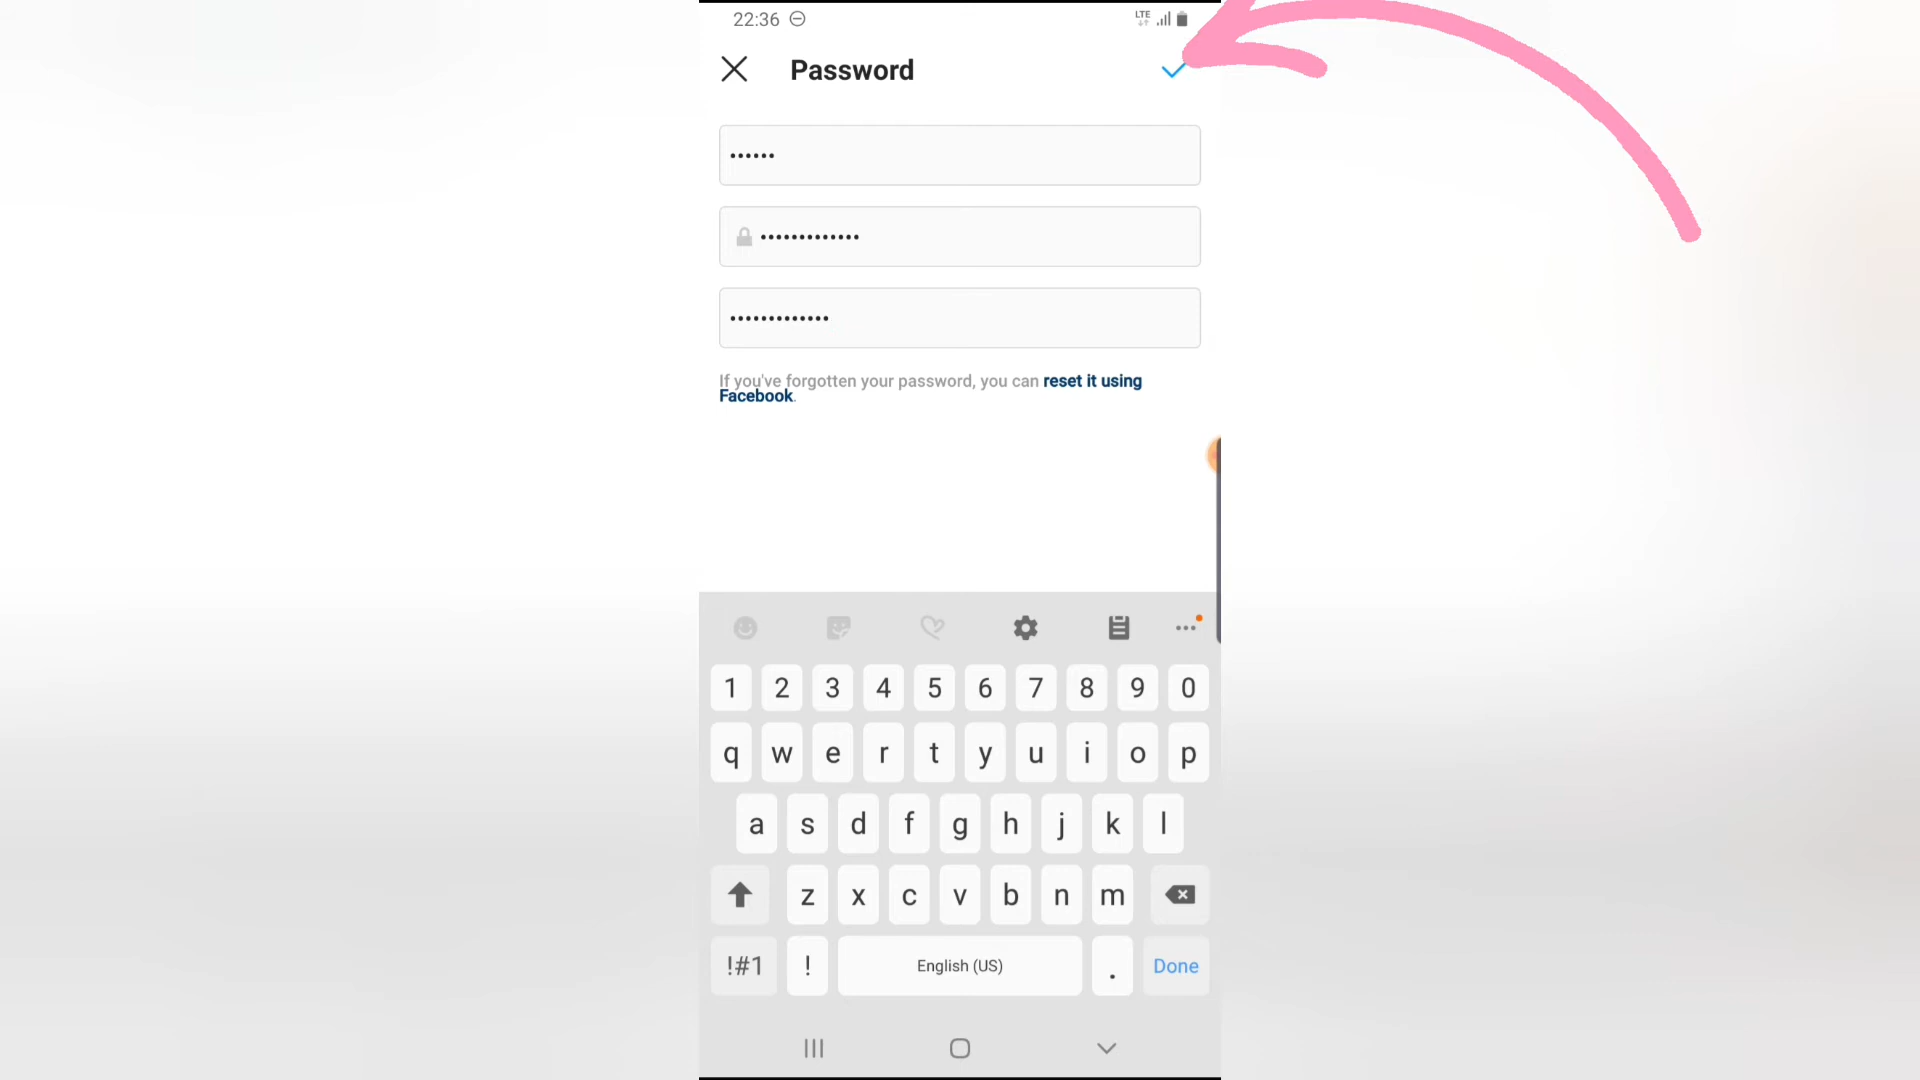 22:36 LTE
Password
••••••
•••••••••••••
•••••••••••••
If you've forgotten your password, you can reset it using
Facebook.
1 2 3 4 5 6 7 8 9 0
q w e r t y u i o p
a s d f g h j k l
z x c v b n m
!#1 ! English (US) . Done